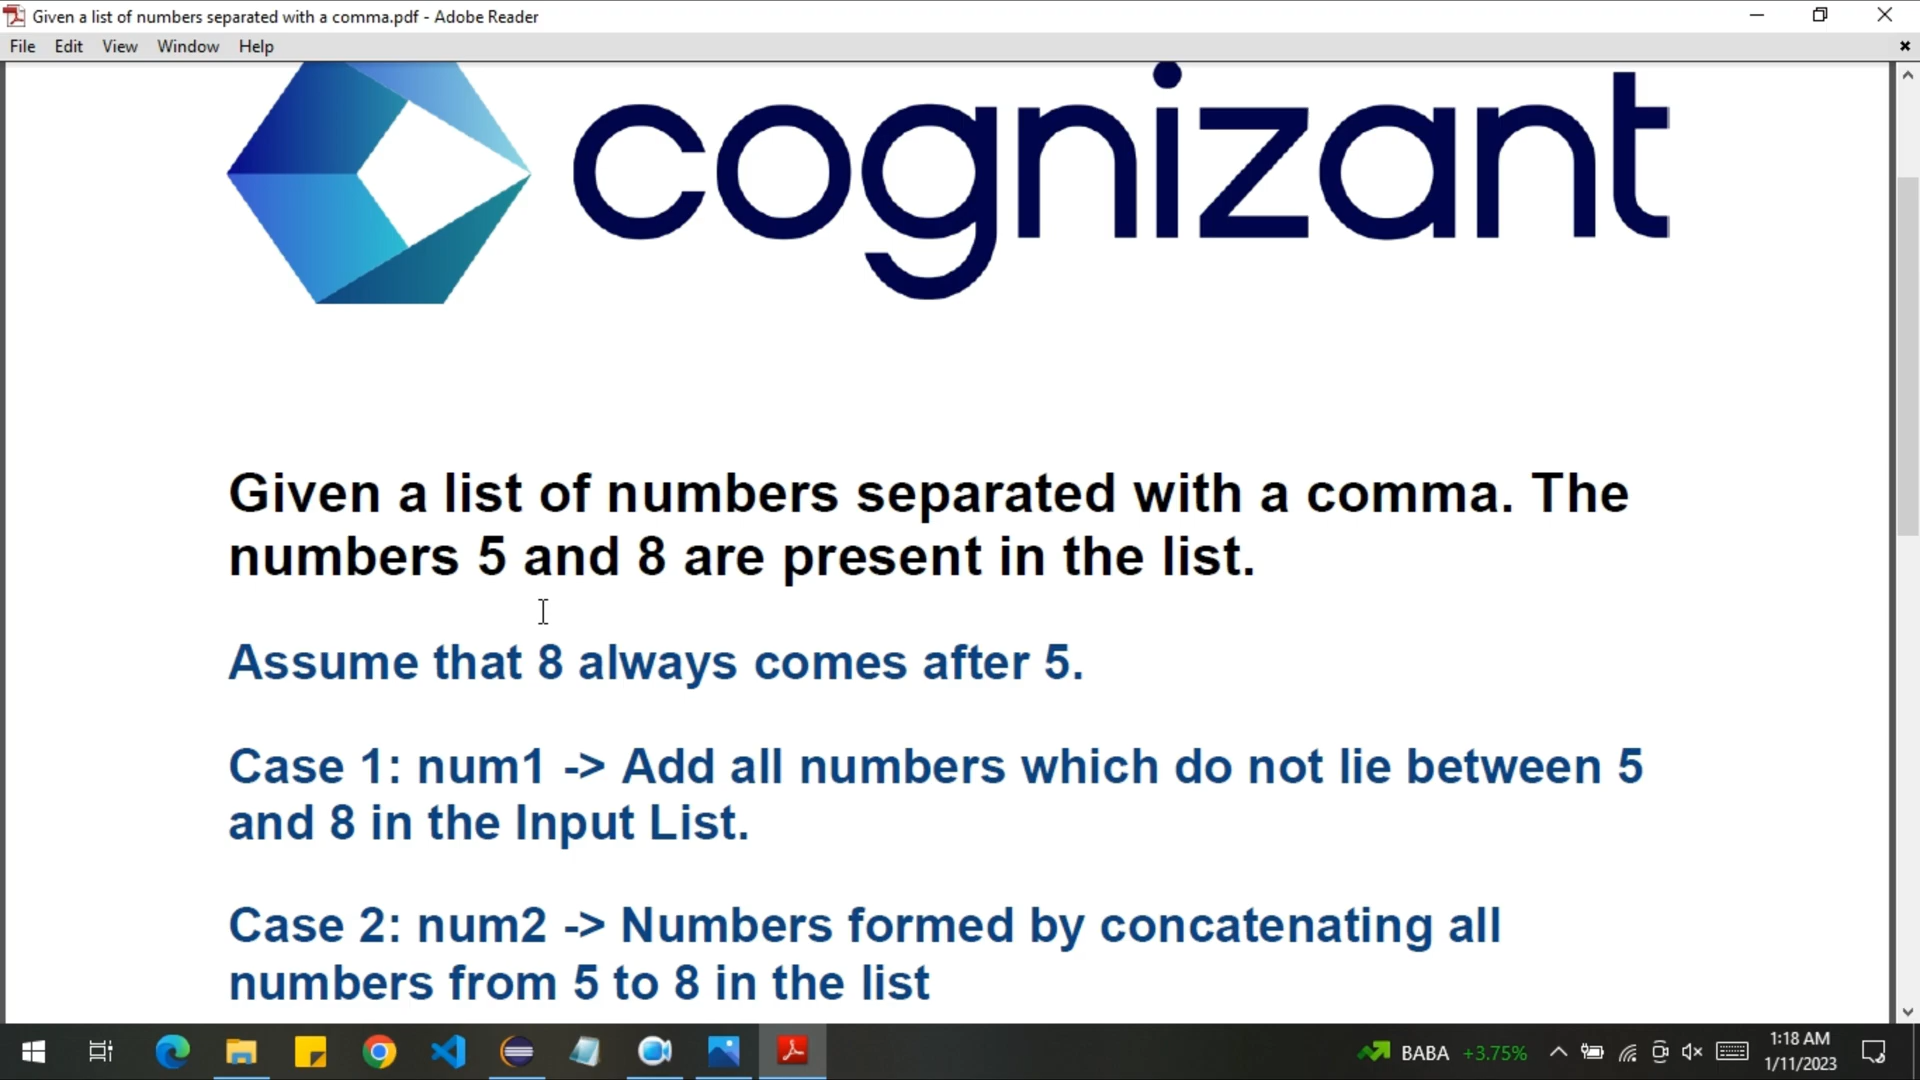 Given a list of numbers separated with a comma.pdf - Adobe Reader
File Edit View Window Help
cognizant
Given a list of numbers separated with a comma. The
numbers 5 and 8 are present in the list.
Assume that 8 always comes after 5.
Case 1: num1 -> Add all numbers which do not lie between 5
and 8 in the Input List.
Case 2: num2 -> Numbers formed by concatenating all
numbers from 5 to 8 in the list
BABA +3.75%
1:18 AM
1/11/2023